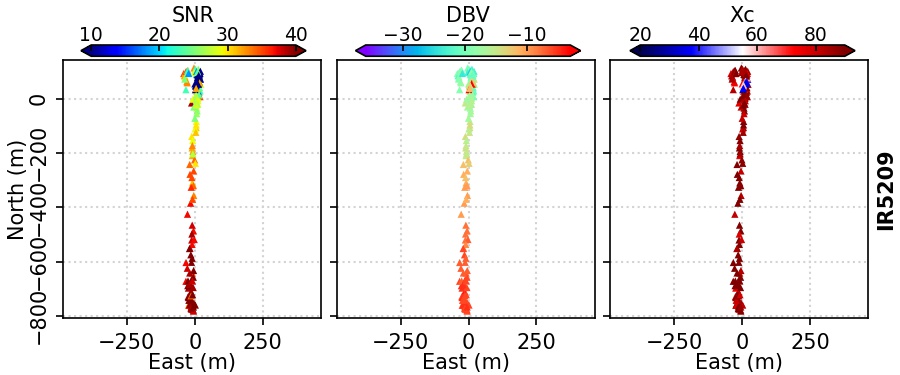 SNR DBV Xc
10 20 30 40 −30 −20 −10 20 40 60 80
North (m)
0
−200
−400
−600
−800
IR5209
−250 0 250 −250 0 250 −250 0 250
East (m) East (m) East (m)